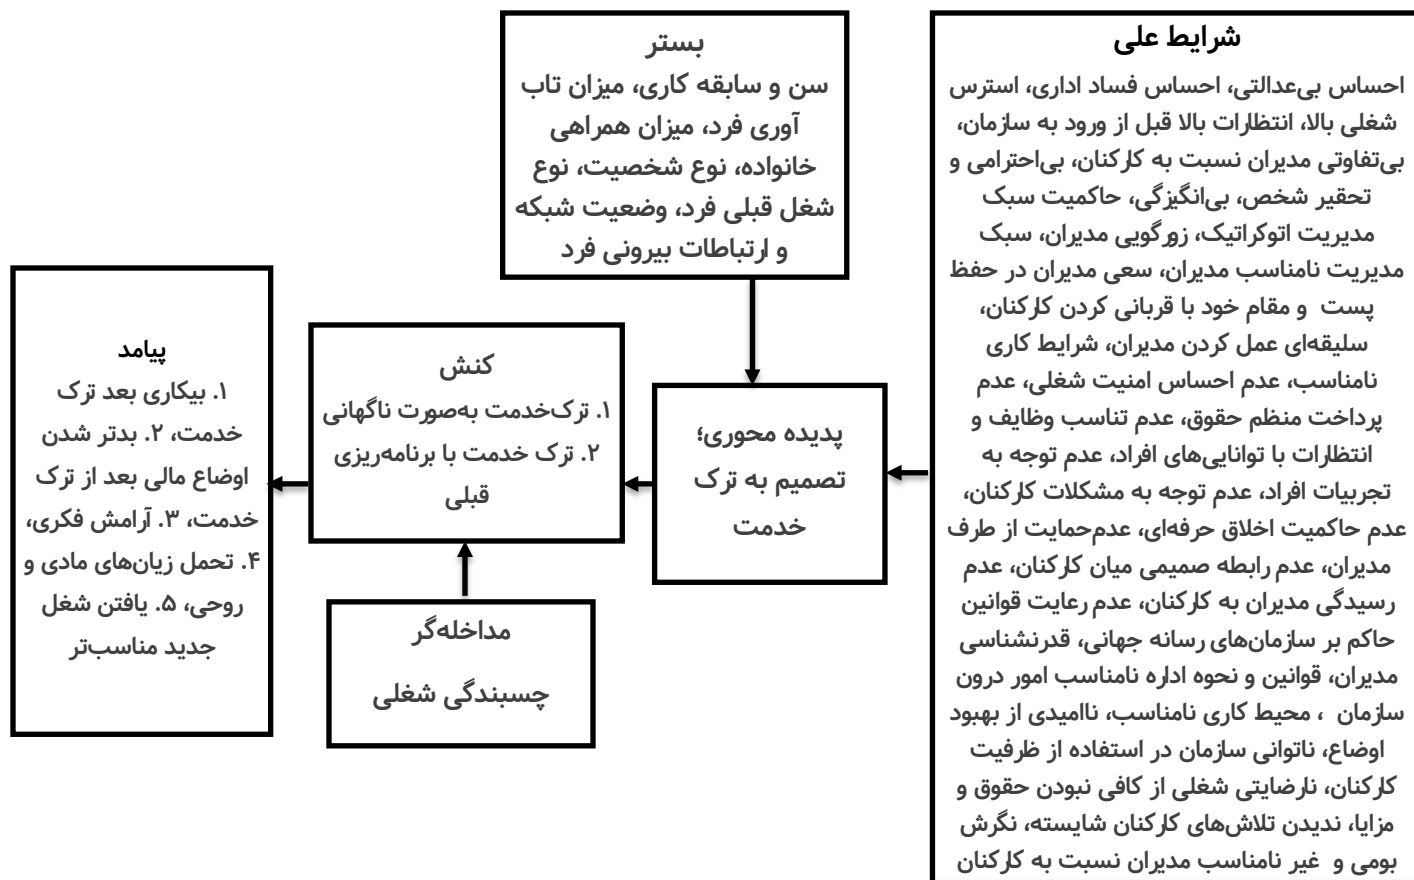 شرایط علی
احساس بی‌عدالتی، احساس فساد اداری، استرس
شغلی بالا، انتظارات بالا قبل از ورود به سازمان،
بی‌تفاوتی مدیران نسبت به کارکنان، بی‌احترامی و
تحقیر شخص، بی‌انگیزگی، حاکمیت سبک
مدیریت اتوکراتیک، زورگویی مدیران، سبک
مدیریت نامناسب مدیران، سعی مدیران در حفظ
پست و مقام خود با قربانی کردن کارکنان،
سلیقه‌ای عمل کردن مدیران، شرایط کاری
نامناسب، عدم احساس امنیت شغلی، عدم
پرداخت منظم حقوق، عدم تناسب وظایف و
انتظارات با توانایی‌های افراد، عدم توجه به
تجربیات افراد، عدم توجه به مشکلات کارکنان،
عدم حاکمیت اخلاق حرفه‌ای، عدم‌حمایت از طرف
مدیران، عدم رابطه صمیمی میان کارکنان، عدم
رسیدگی مدیران به کارکنان، عدم رعایت قوانین
حاکم بر سازمان‌های رسانه جهانی، قدرنشناسی
مدیران، قوانین و نحوه اداره نامناسب امور درون
سازمان ، محیط کاری نامناسب، ناامیدی از بهبود
اوضاع، ناتوانی سازمان در استفاده از ظرفیت
کارکنان، نارضایتی شغلی از کافی نبودن حقوق و
مزایا، ندیدن تلاش‌های کارکنان شایسته، نگرش
بومی و غیر نامناسب مدیران نسبت به کارکنان
بستر
سن و سابقه کاری، میزان تاب
آوری فرد، میزان همراهی
خانواده، نوع شخصیت، نوع
شغل قبلی فرد، وضعیت شبکه
و ارتباطات بیرونی فرد
پدیده محوری؛
تصمیم به ترک
خدمت
کنش
۱. ترک‌خدمت به‌صورت ناگهانی
۲. ترک خدمت با برنامه‌ریزی
قبلی
مداخله‌گر
چسبندگی شغلی
پیامد
۱. بیکاری بعد ترک
خدمت، ۲. بدتر شدن
اوضاع مالی بعد از ترک
خدمت، ۳. آرامش فکری،
۴. تحمل زیان‌های مادی و
روحی، ۵. یافتن شغل
جدید مناسب‌تر